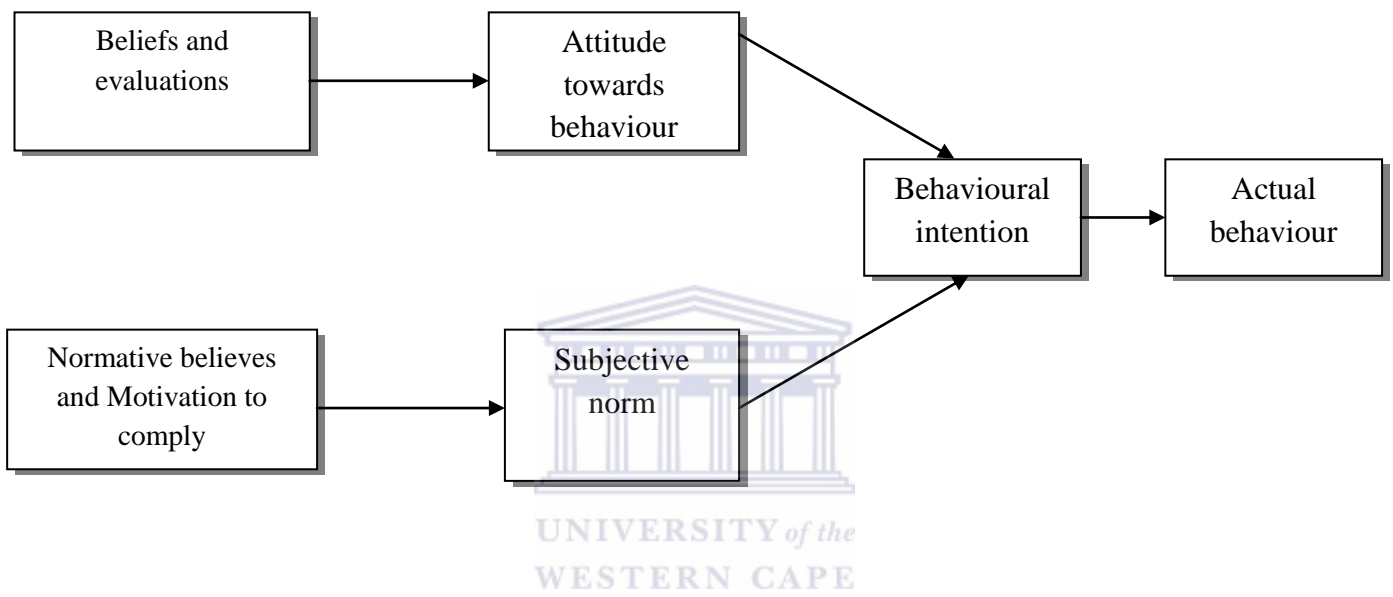 Beliefs and
evaluations
Attitude
towards
behaviour
Behavioural
intention
Actual
behaviour
Normative believes
and Motivation to
comply
Subjective
norm
UNIVERSITY of the
WESTERN CAPE